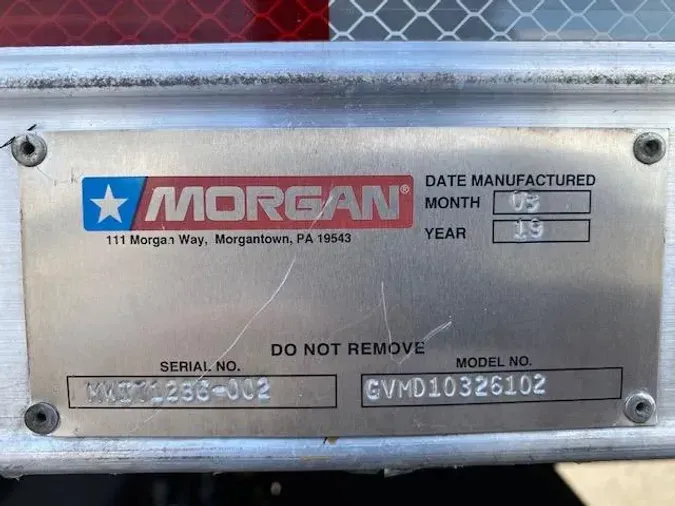 MORGAN®
111 Morgan Way, Morgantown, PA 19543
DATE MANUFACTURED
MONTH 03
YEAR 19
DO NOT REMOVE
SERIAL NO.
MODEL NO.
GVMD10326102